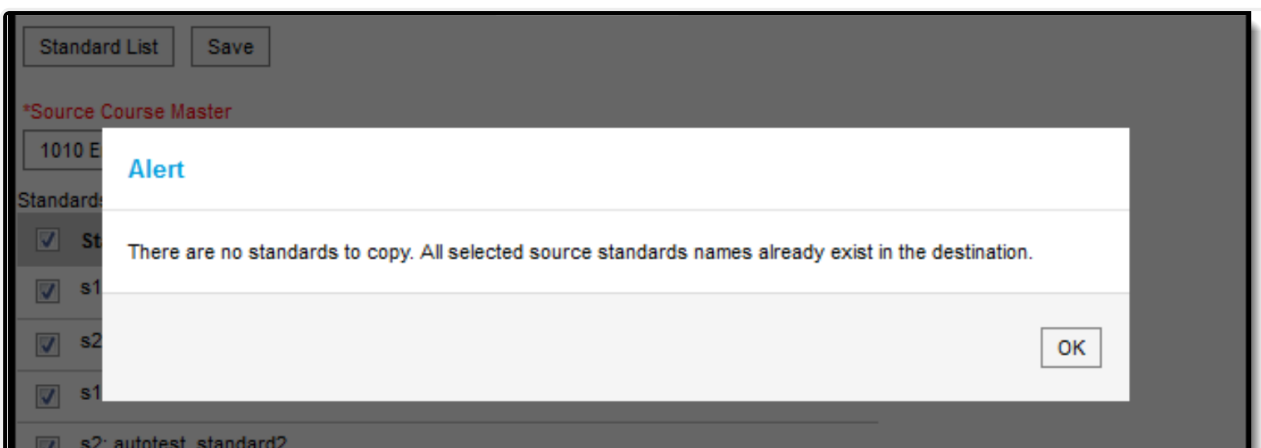 Standard List Save
*Source Course Master
1010 E
Standards
Alert
There are no standards to copy. All selected source standards names already exist in the destination.
St
s1
s2
OK
s1
s2: autotest_standard2